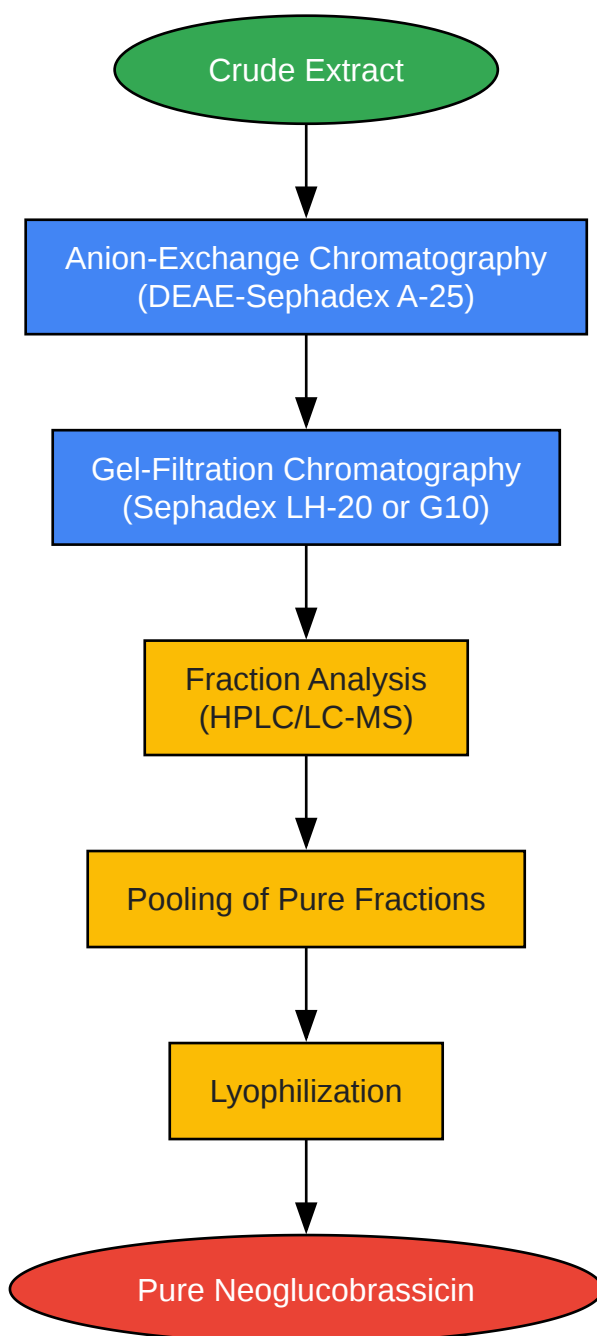 Crude Extract
Anion-Exchange Chromatography
(DEAE-Sephadex A-25)
Gel-Filtration Chromatography
(Sephadex LH-20 or G10)
Fraction Analysis
(HPLC/LC-MS)
Pooling of Pure Fractions
Lyophilization
Pure Neoglucobrassicin